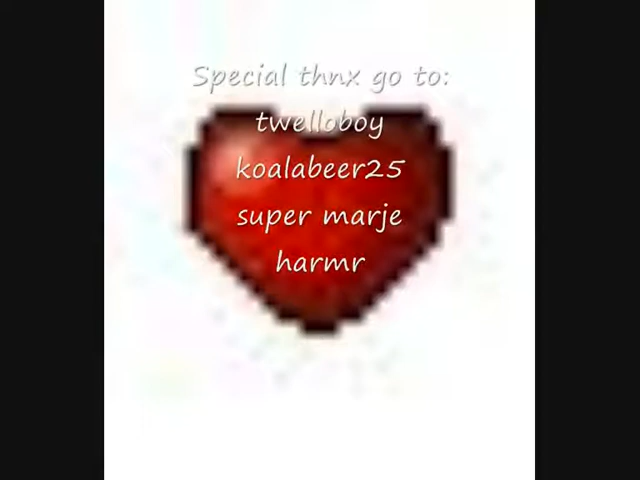 Special thnx go to:
twelloboy
koalabeer25
super marje
harmr